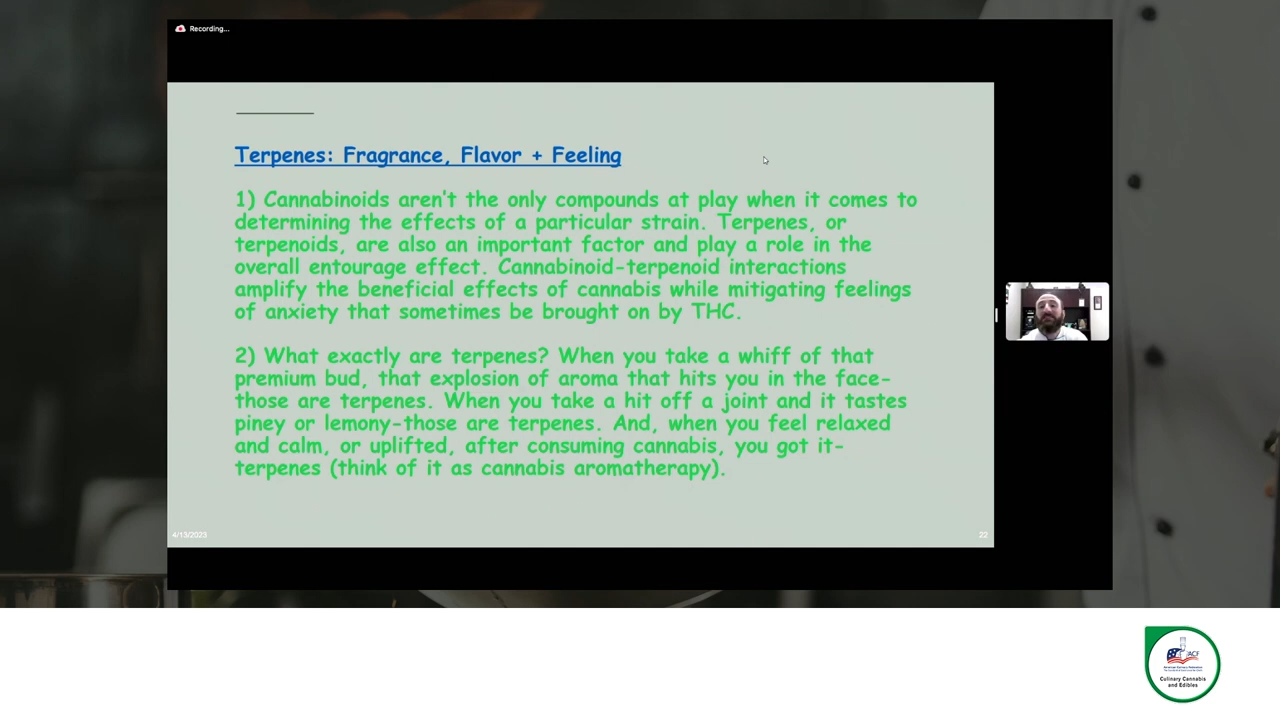 Recording...
Terpenes: Fragrance, Flavor + Feeling
1) Cannabinoids aren't the only compounds at play when it comes to
determining the effects of a particular strain. Terpenes, or
terpenoids, are also an important factor and play a role in the
overall entourage effect. Cannabinoid-terpenoid interactions
amplify the beneficial effects of cannabis while mitigating feelings
of anxiety that sometimes be brought on by THC.
2) What exactly are terpenes? When you take a whiff of that
premium bud, that explosion of aroma that hits you in the face-
those are terpenes. When you take a hit off a joint and it tastes
piney or lemony-those are terpenes. And, when you feel relaxed
and calm, or uplifted, after consuming cannabis, you got it-
terpenes (think of it as cannabis aromatherapy).
4/13/2023
22
ACF
American Culinary Federation
Culinary Cannabis
and Edibles